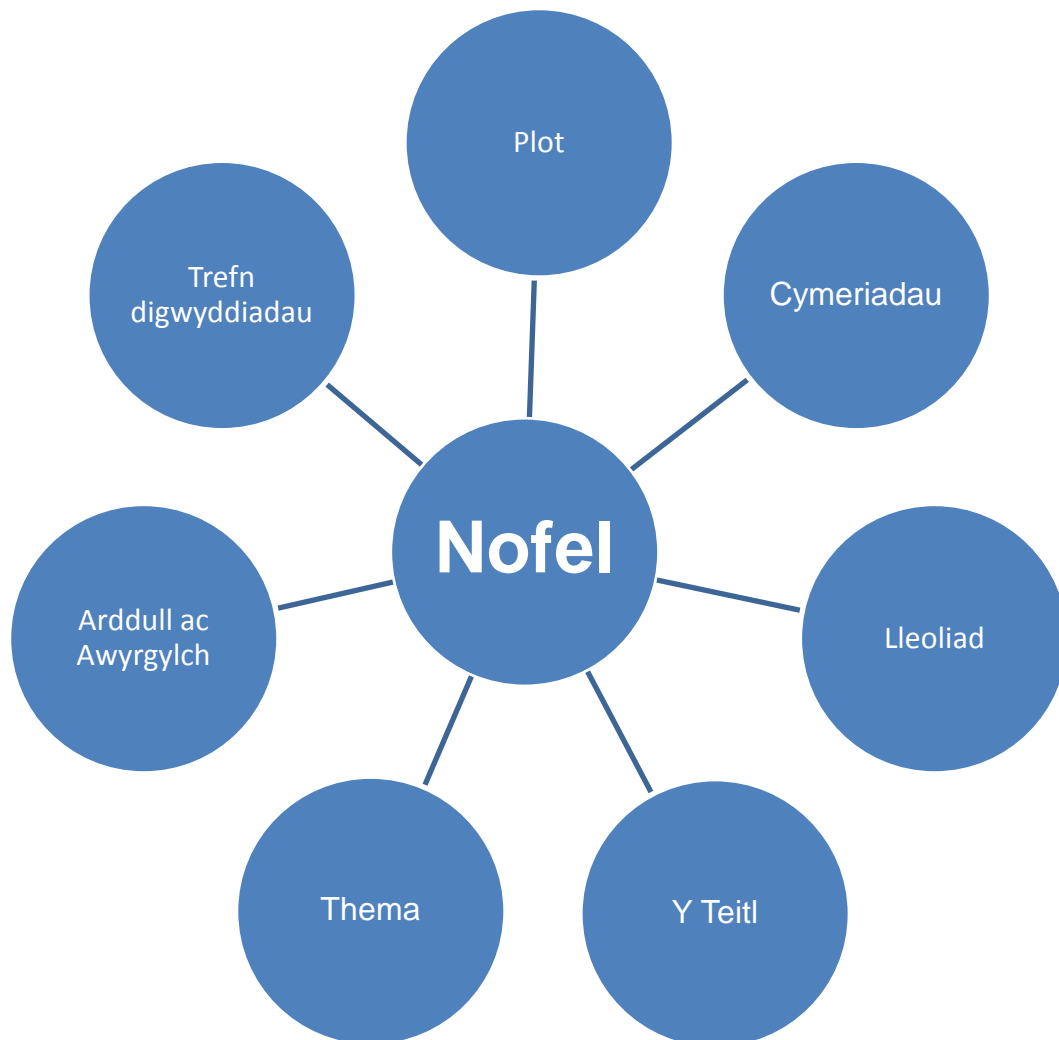 Plot
Trefn
digwyddiadau
Cymeriadau
Nofel
Arddull ac
Awyrgylch
Lleoliad
Thema
Y Teitl